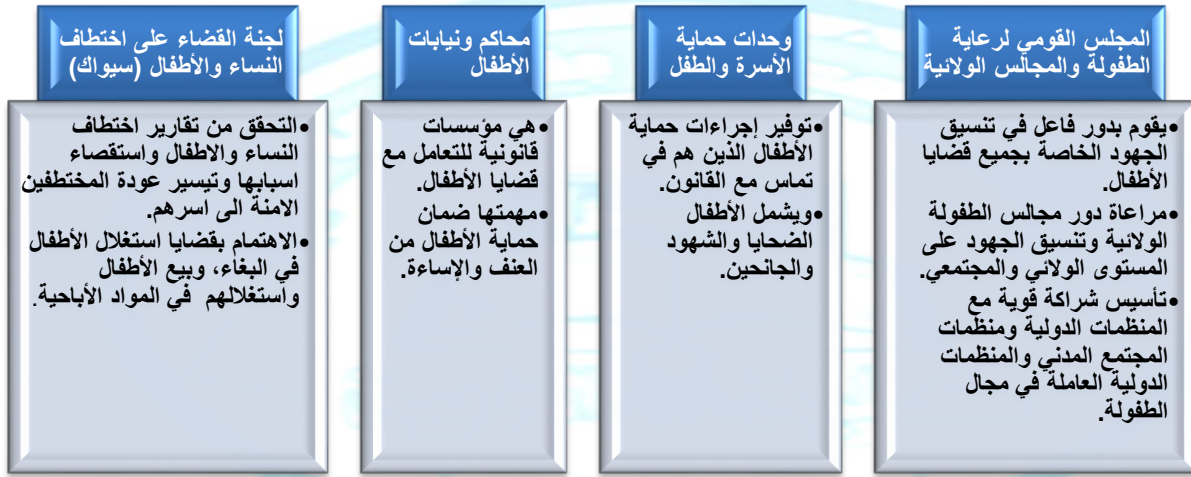 المجلس القومي لرعاية
الطفولة والمجالس الولائية
•يقوم بدور فاعل في تنسيق
الجهود الخاصة بجميع قضايا
الأطفال.
•مراعاة دور مجالس الطفولة
الولائية وتنسيق الجهود على
المستوى الولائي والمجتمعي.
•تأسيس شراكة قوية مع
المنظمات الدولية ومنظمات
المجتمع المدني والمنظمات
الدولية العاملة في مجال
الطفولة.
وحدات حماية
الأسرة والطفل
•توفير إجراءات حماية
الأطفال الذين هم في
تماس مع القانون.
•ويشمل الأطفال
الضحايا والشهود
والجانحين.
محاكم ونيابات
الأطفال
•هي مؤسسات
قانونية للتعامل مع
قضايا الأطفال.
•مهمتها ضمان
حماية الأطفال من
العنف والإساءة.
لجنة القضاء على اختطاف
النساء والأطفال (سيواك)
•التحقق من تقارير اختطاف
النساء والاطفال واستقصاء
اسبابها وتيسير عودة المختطفين
الامنة الى اسرهم.
•الاهتمام بقضايا استغلال الأطفال
في البغاء، وبيع الأطفال
واستغلالهم في المواد الأباحية.